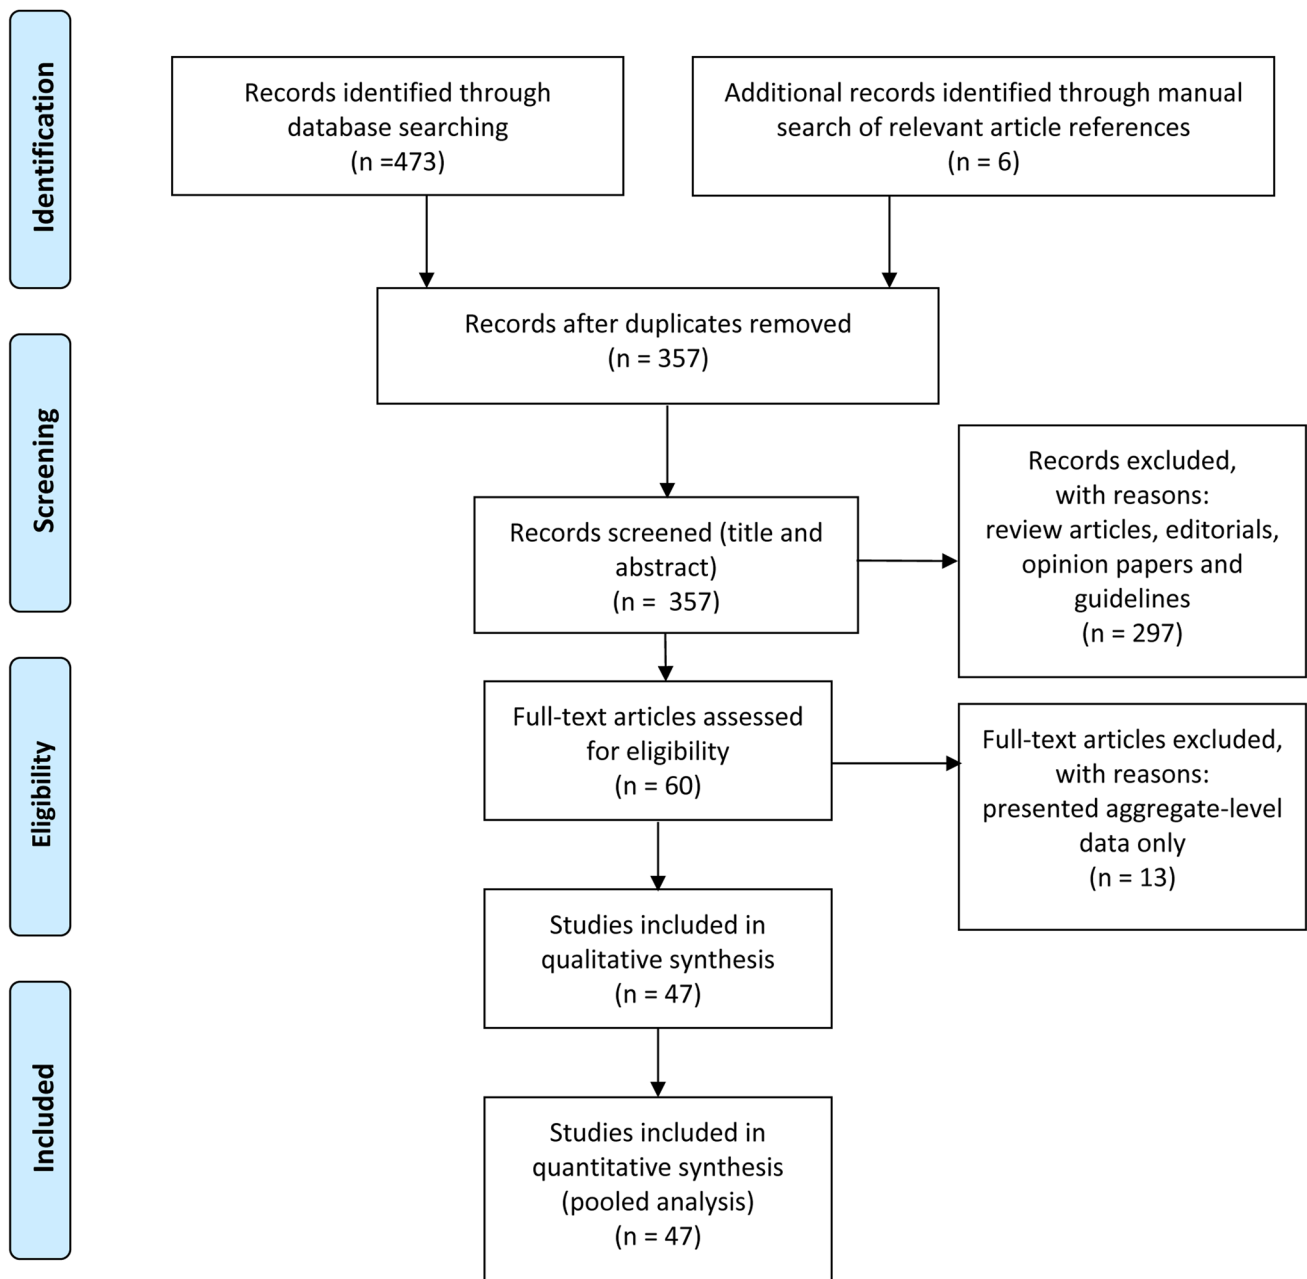 Identification
Records identified through
database searching
(n =473)
Additional records identified through manual
search of relevant article references
(n = 6)
Records after duplicates removed
(n = 357)
Screening
Records screened (title and
abstract)
(n =  357)
Records excluded,
with reasons:
review articles, editorials,
opinion papers and
guidelines
(n = 297)
Eligibility
Full-text articles assessed
for eligibility
(n = 60)
Full-text articles excluded,
with reasons:
presented aggregate-level
data only
(n = 13)
Studies included in
qualitative synthesis
(n = 47)
Included
Studies included in
quantitative synthesis
(pooled analysis)
(n = 47)